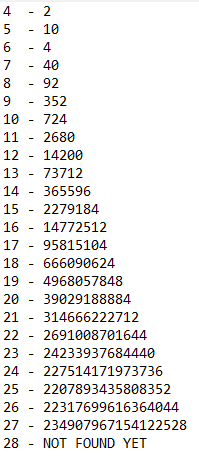 4  - 2
5  - 10
6  - 4
7  - 40
8  - 92
9  - 352
10 - 724
11 - 2680
12 - 14200
13 - 73712
14 - 365596
15 - 2279184
16 - 14772512
17 - 95815104
18 - 666090624
19 - 4968057848
20 - 39029188884
21 - 314666222712
22 - 2691008701644
23 - 24233937684440
24 - 227514171973736
25 - 2207893435808352
26 - 22317699616364044
27 - 234907967154122528
28 - NOT FOUND YET